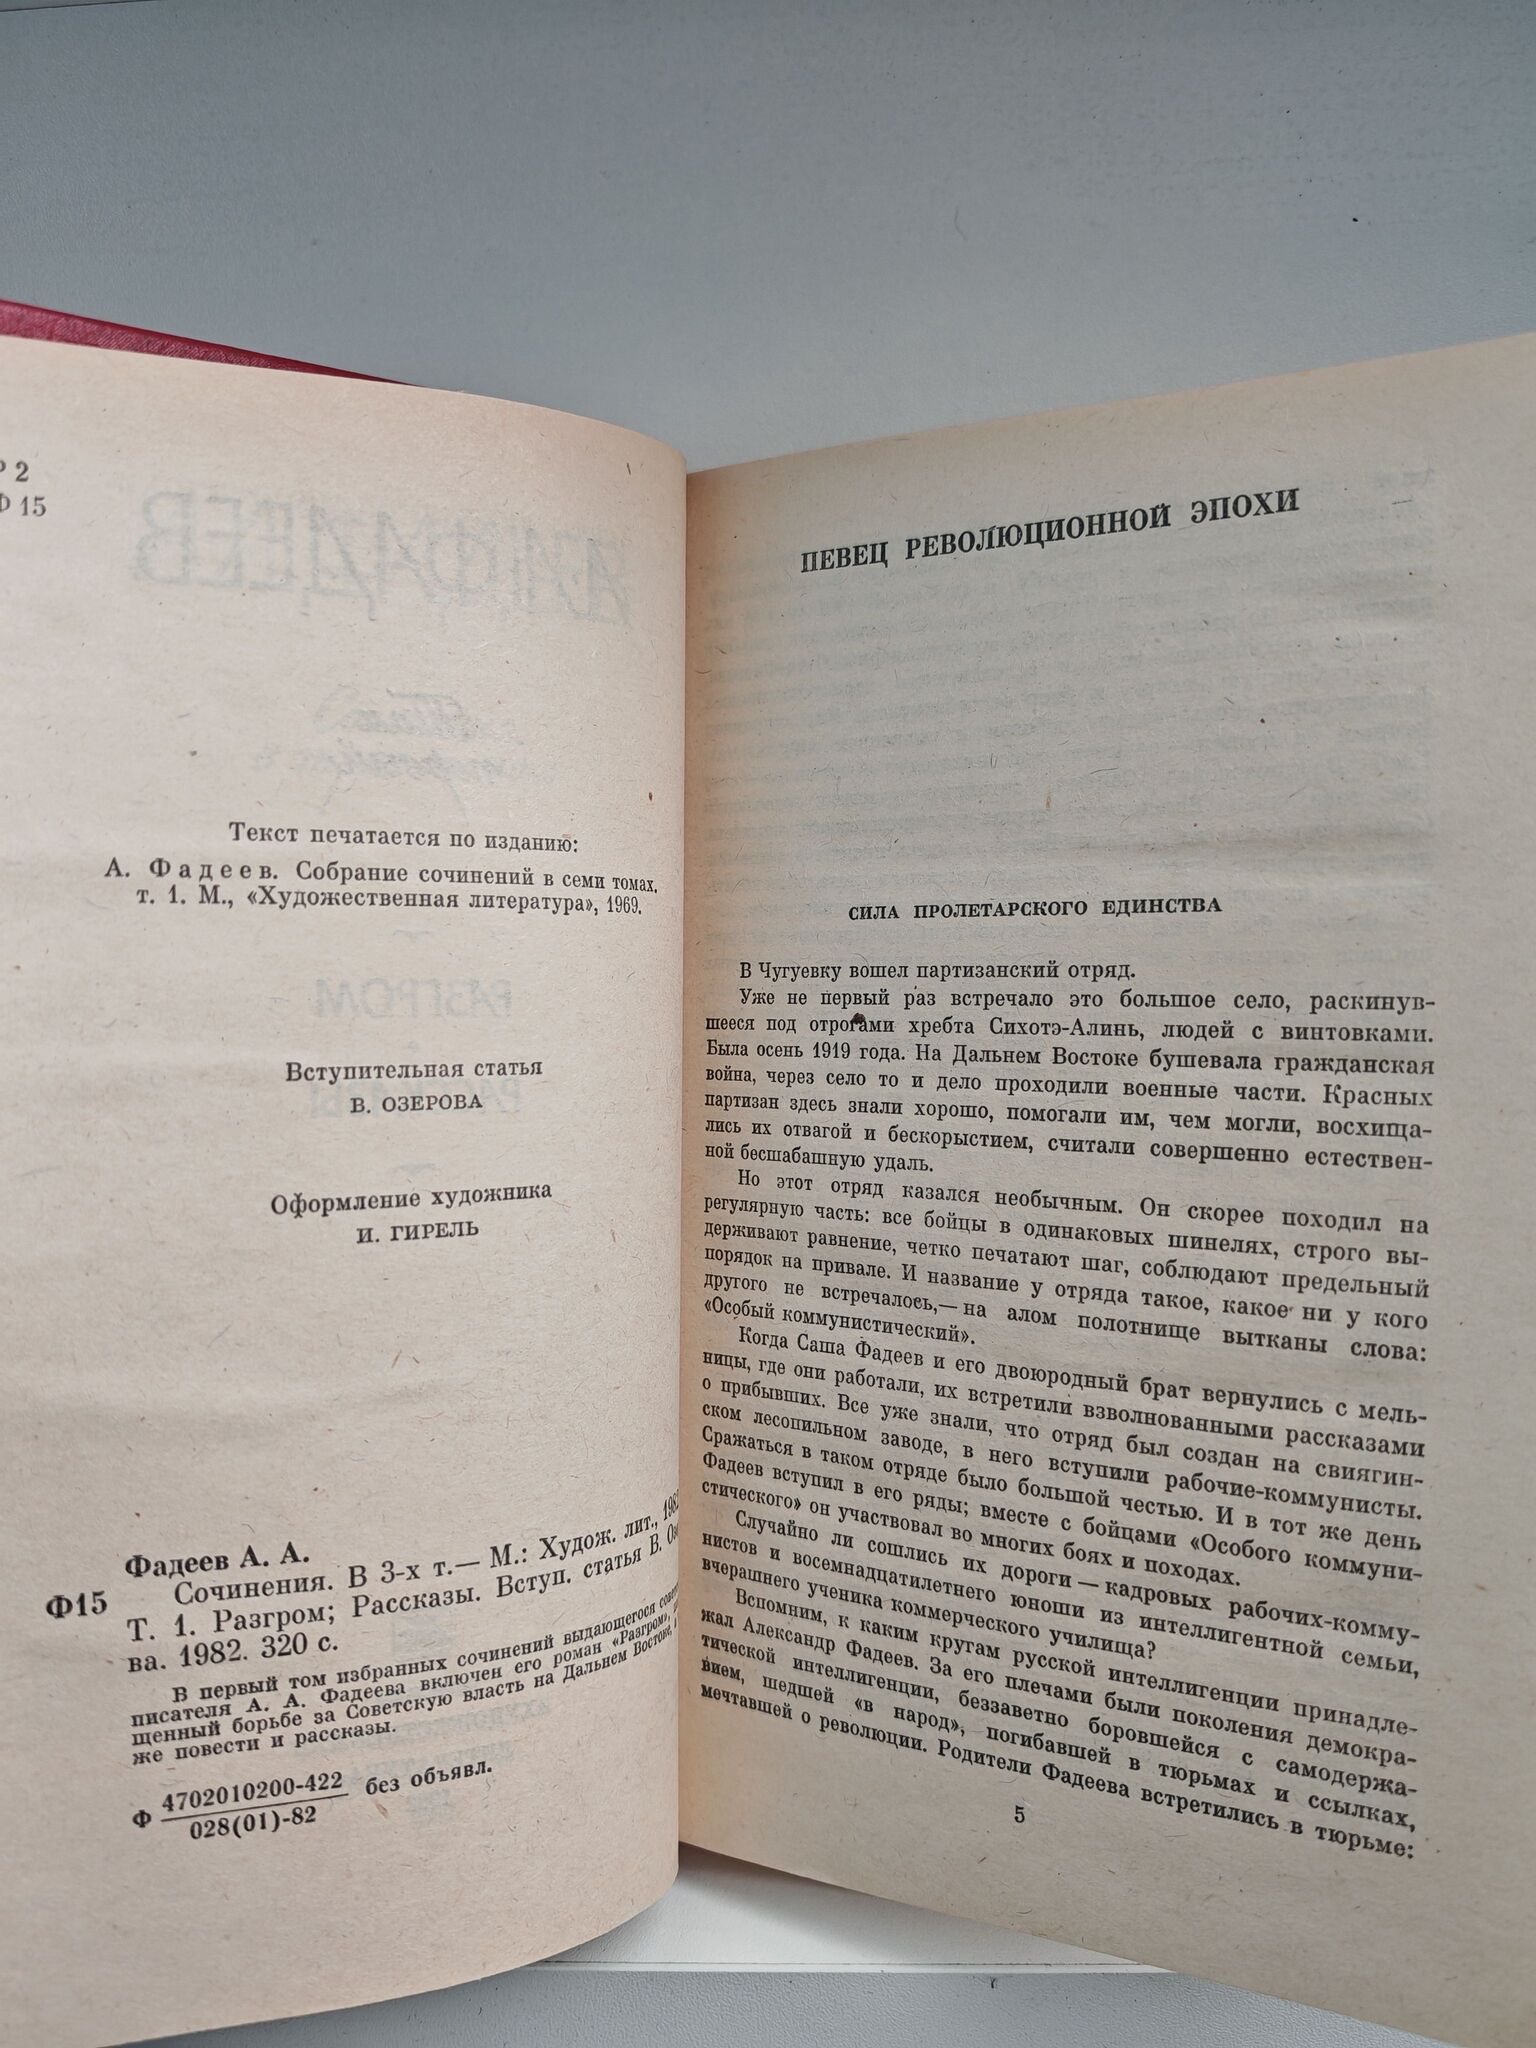 Р 2
Ф 15
Текст печатается по изданию:
А. Фадеев. Собрание сочинений в семи томах,
т. 1. М., «Художественная литература», 1969.
Вступительная статья
В. ОЗЕРОВА
Оформление художника
И. ГИРЕЛЬ
Фадеев А. А.
Ф15 Сочинения. В 3-х т.— М.: Худож. лит., 1982
Т. 1. Разгром; Рассказы. Вступ. статья В. Озе
ва. 1982. 320 с.
В первый том избранных сочинений выдающегося совет
писателя А. А. Фадеева включен его роман «Разгром»,
щенный борьбе за Советскую власть на Дальнем Востоке,
же повести и рассказы.
Ф 4702010200-422 без объявл.
028(01)-82
ПЕВЕЦ РЕВОЛЮЦИОННОЙ ЭПОХИ
СИЛА ПРОЛЕТАРСКОГО ЕДИНСТВА
В Чугуевку вошел партизанский отряд.
Уже не первый раз встречало это большое село, раскинув-
шееся под отрогами хребта Сихотэ-Алинь, людей с винтовками.
Была осень 1919 года. На Дальнем Востоке бушевала гражданская
война, через село то и дело проходили военные части. Красных
партизан здесь знали хорошо, помогали им, чем могли, восхища-
лись их отвагой и бескорыстием, считали совершенно естествен-
ной бесшабашную удаль.
Но этот отряд казался необычным. Он скорее походил на
регулярную часть: все бойцы в одинаковых шинелях, строго вы-
держивают равнение, четко печатают шаг, соблюдают предельный
порядок на привале. И название у отряда такое, какое ни у кого
другого не встречалось,— на алом полотнище вытканы слова:
«Особый коммунистический».
Когда Саша Фадеев и его двоюродный брат вернулись с мель-
ницы, где они работали, их встретили взволнованными рассказами
о прибывших. Все уже знали, что отряд был создан на свиягин-
ском лесопильном заводе, в него вступили рабочие-коммунисты.
Сражаться в таком отряде было большой честью. И в тот же день
Фадеев вступил в его ряды; вместе с бойцами «Особого коммуни-
стического» он участвовал во многих боях и походах.
Случайно ли сошлись их дороги — кадровых рабочих-комму-
нистов и восемнадцатилетнего юноши из интеллигентной семьи,
вчерашнего ученика коммерческого училища?
Вспомним, к каким кругам русской интеллигенции принадле-
жал Александр Фадеев. За его плечами были поколения демокра-
тической интеллигенции, беззаветно боровшейся с самодержа-
вием, шедшей «в народ», погибавшей в тюрьмах и ссылках,
мечтавшей о революции. Родители Фадеева встретились в тюрьме:
5